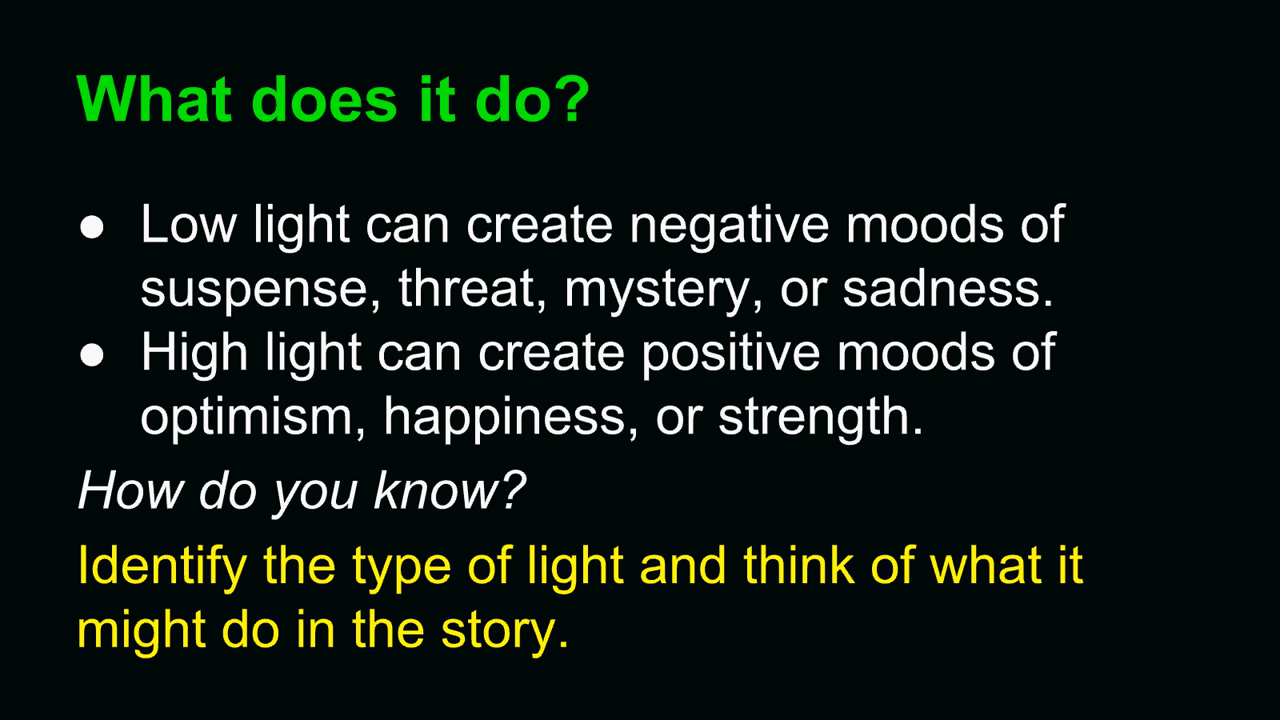 What does it do?
● Low light can create negative moods of
suspense, threat, mystery, or sadness.
● High light can create positive moods of
optimism, happiness, or strength.
How do you know?
Identify the type of light and think of what it
might do in the story.